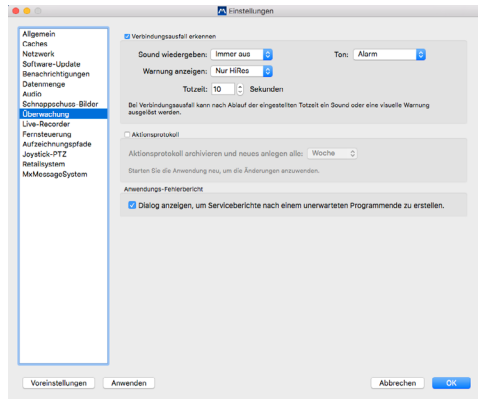 Einstellungen
Allgemein
Caches
Netzwerk
Software-Update
Benachrichtigungen
Datenmenge
Audio
Schnappschuss-Bilder
Überwachung
Live-Recorder
Fernsteuerung
Aufzeichnungspfade
Joystick-PTZ
Retailsystem
MxMessageSystem
Verbindungsausfall erkennen
Sound wiedergeben: Immer aus Ton: Alarm
Warnung anzeigen: Nur HiRes
Totzeit: 10 Sekunden
Bei Verbindungsausfall kann nach Ablauf der eingestellten Totzeit ein Sound oder eine visuelle Warnung
ausgelöst werden.
Aktionsprotokoll
Aktionsprotokoll archivieren und neues anlegen alle: Woche
Starten Sie die Anwendung neu, um die Änderungen anzuwenden.
Anwendungs-Fehlerbericht
Dialog anzeigen, um Serviceberichte nach einem unerwarteten Programmende zu erstellen.
Voreinstellungen Anwenden Abbrechen OK